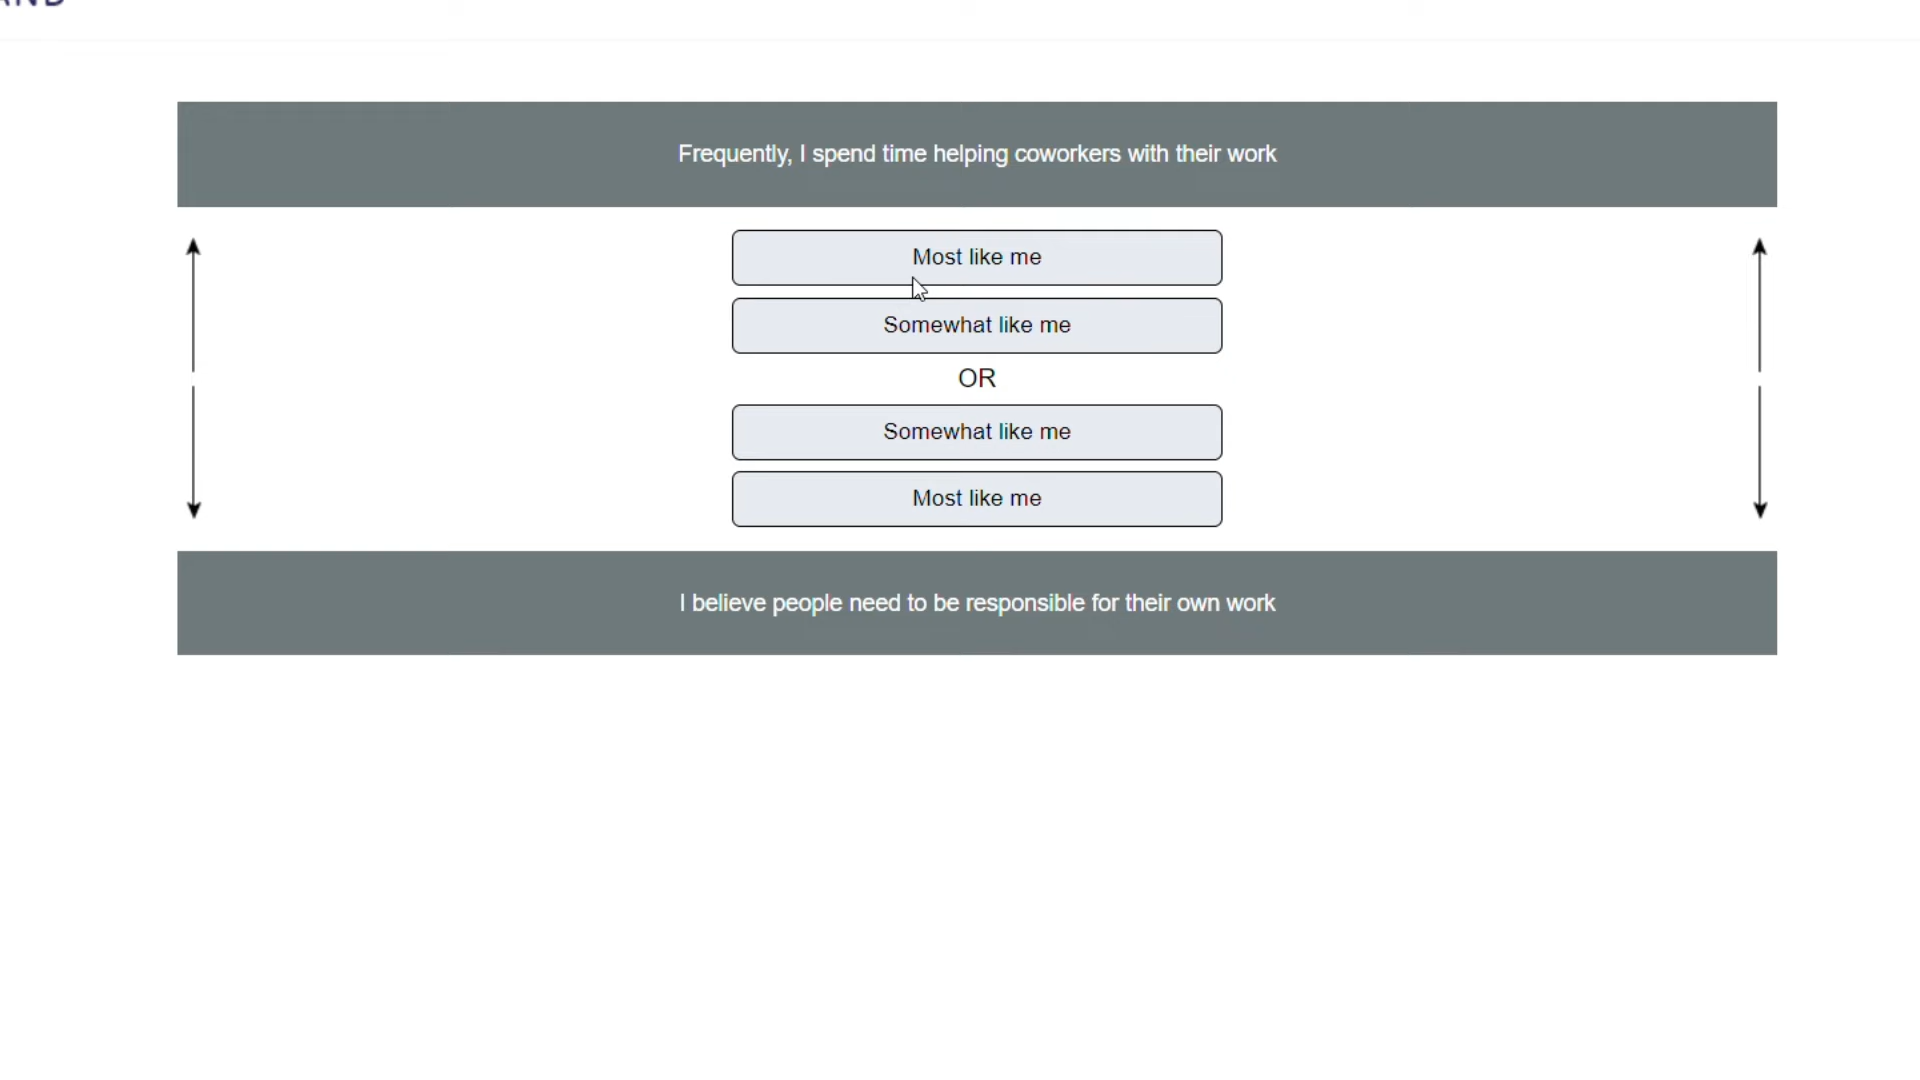 Frequently, I spend time helping coworkers with their work
Most like me
Somewhat like me
OR
Somewhat like me
Most like me
I believe people need to be responsible for their own work